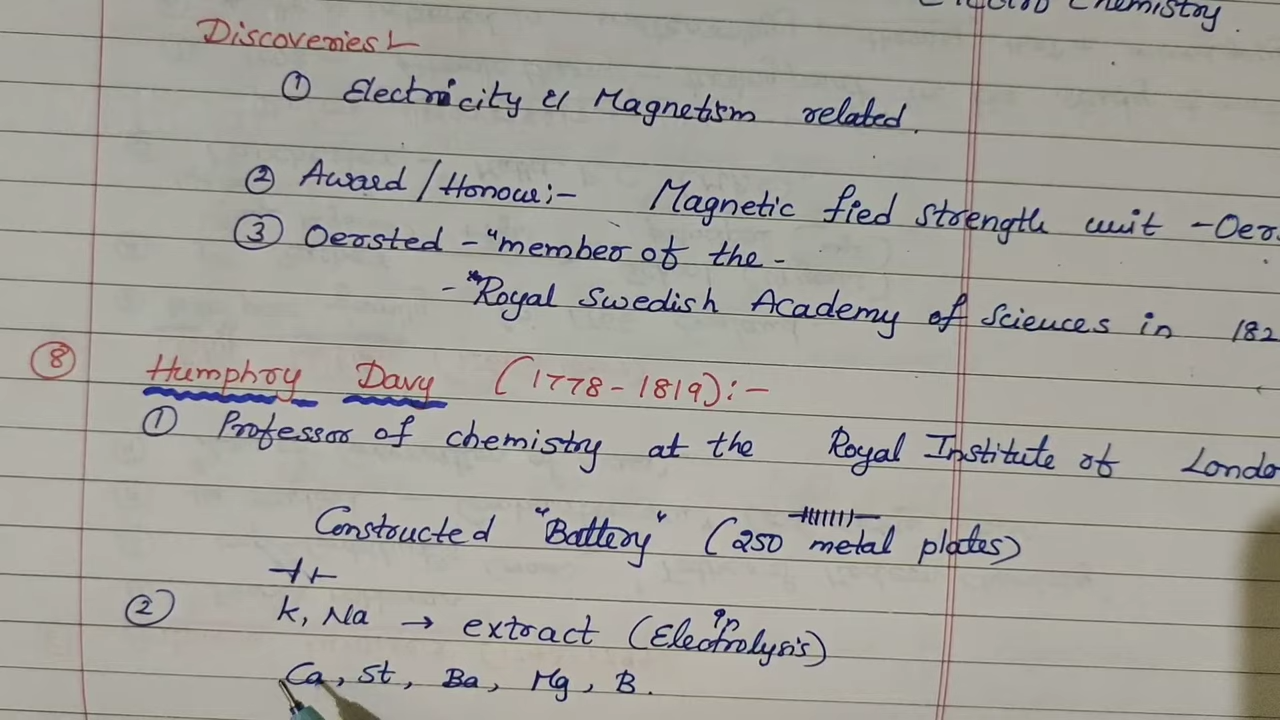 Chemistry.
Discoveries:-
① Electricity & Magnetism related.
② Award/Honour:- Magnetic fied strength unit - Oer.
③ Oersted - "member of the -
- "Royal Swedish Academy of Sciences in 182
⑧ Humphry Davy (1778-1819):-
① Professor of chemistry at the Royal Institute of Londo
Constructed "Battery" (250 metal plates)
② K, Na → extract (Electrolysis)
Ca, St, Ba, Mg, B.